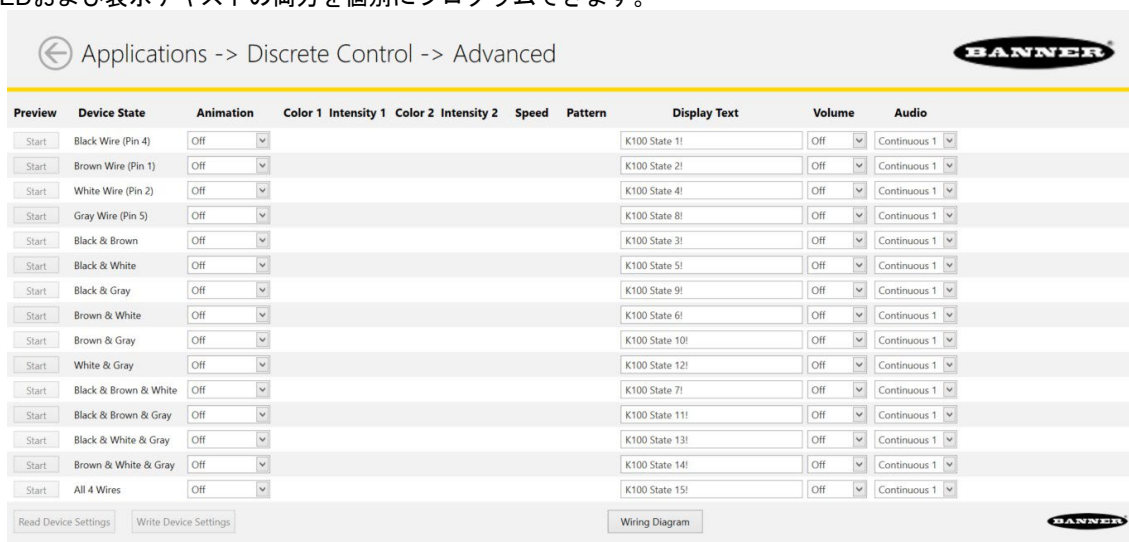 EDおよび表示テキストの両方を個別にプログラムできます。
Applications -> Discrete Control -> Advanced
BANNER
Preview Device State Animation Color 1 Intensity 1 Color 2 Intensity 2 Speed Pattern Display Text Volume Audio
Start Black Wire (Pin 4) Off K100 State 1! Off Continuous 1
Start Brown Wire (Pin 1) Off K100 State 2! Off Continuous 1
Start White Wire (Pin 2) Off K100 State 4! Off Continuous 1
Start Gray Wire (Pin 5) Off K100 State 8! Off Continuous 1
Start Black & Brown Off K100 State 3! Off Continuous 1
Start Black & White Off K100 State 5! Off Continuous 1
Start Black & Gray Off K100 State 9! Off Continuous 1
Start Brown & White Off K100 State 6! Off Continuous 1
Start Brown & Gray Off K100 State 10! Off Continuous 1
Start White & Gray Off K100 State 12! Off Continuous 1
Start Black & Brown & White Off K100 State 7! Off Continuous 1
Start Black & Brown & Gray Off K100 State 11! Off Continuous 1
Start Black & White & Gray Off K100 State 13! Off Continuous 1
Start Brown & White & Gray Off K100 State 14! Off Continuous 1
Start All 4 Wires Off K100 State 15! Off Continuous 1
Read Device Settings Write Device Settings Wiring Diagram BANNER